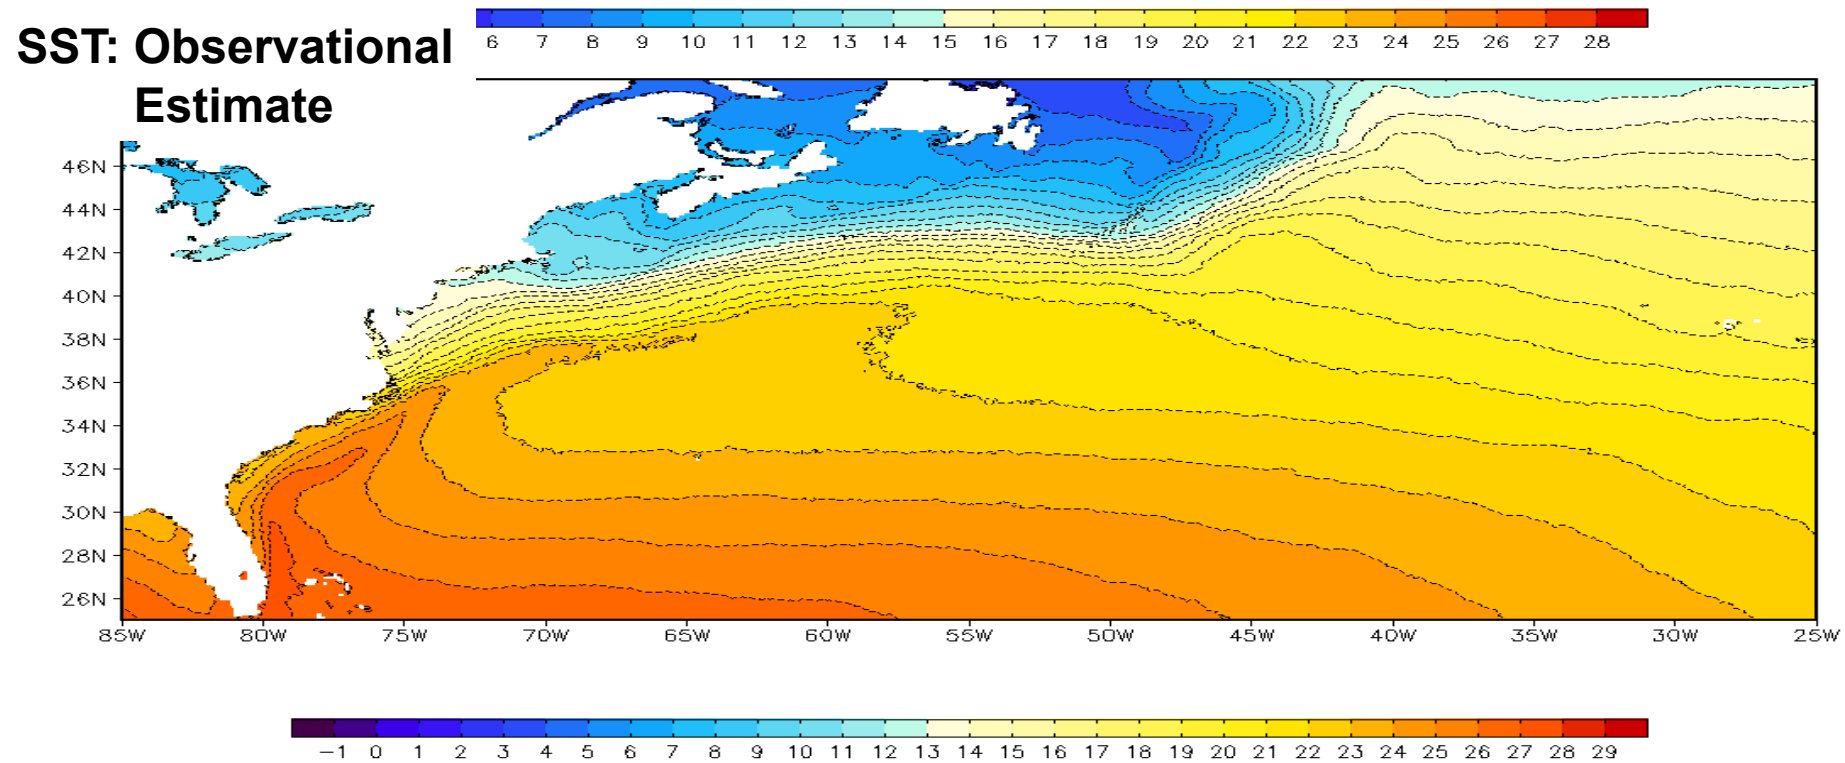 SST: Observational
Estimate
6 7 8 9 10 11 12 13 14 15 16 17 18 19 20 21 22 23 24 25 26 27 28
46N
44N
42N
40N
38N
36N
34N
32N
30N
28N
26N
85W 80W 75W 70W 65W 60W 55W 50W 45W 40W 35W 30W 25W
−1 0 1 2 3 4 5 6 7 8 9 10 11 12 13 14 15 16 17 18 19 20 21 22 23 24 25 26 27 28 29